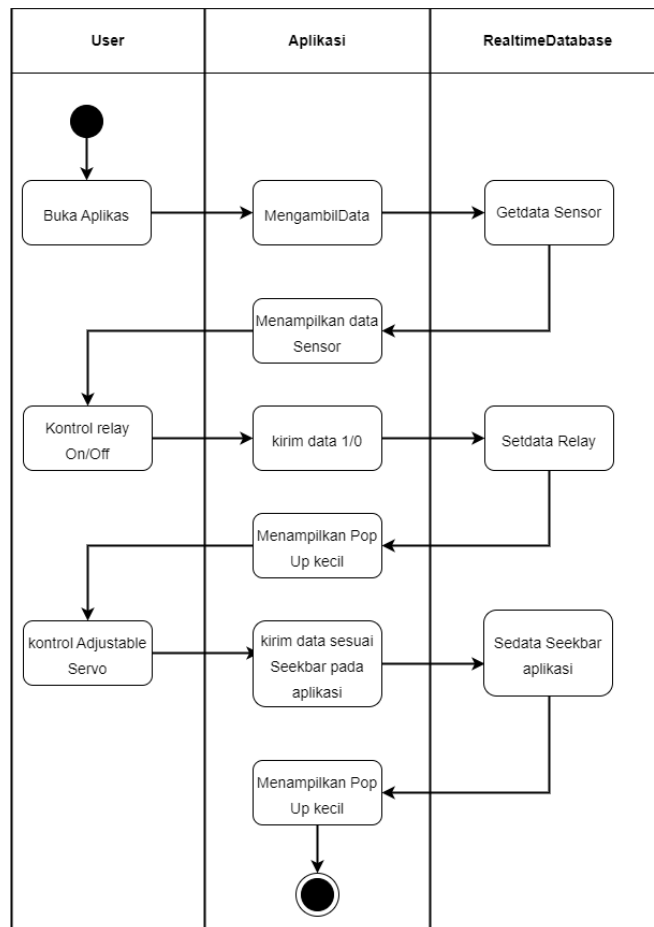 User
Aplikasi
RealtimeDatabase
Buka Aplikas
MengambilData
Getdata Sensor
Menampilkan data
Sensor
Kontrol relay
On/Off
kirim data 1/0
Setdata Relay
Menampilkan Pop
Up kecil
kontrol Adjustable
Servo
kirim data sesuai
Seekbar pada
aplikasi
Sedata Seekbar
aplikasi
Menampilkan Pop
Up kecil